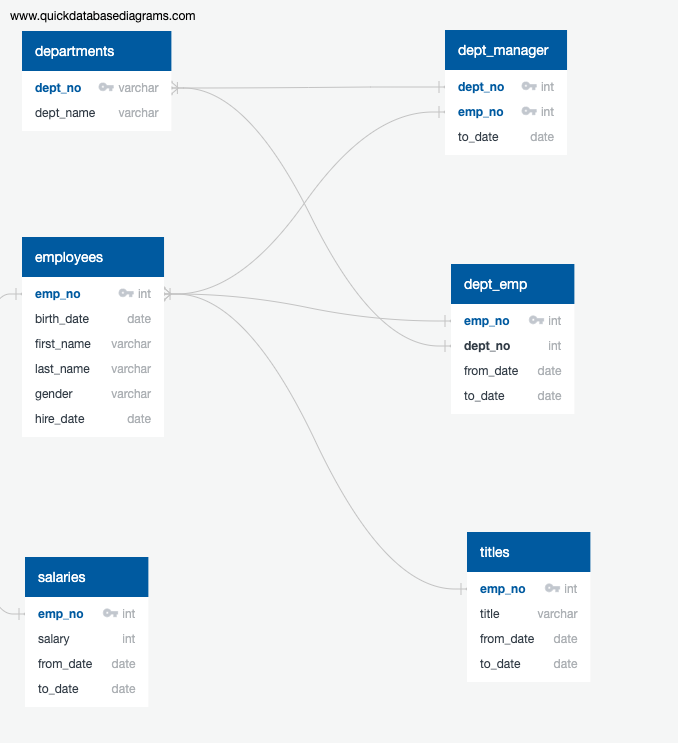 www.quickdatabasediagrams.com
departments
dept_no varchar
dept_name varchar
dept_manager
dept_no int
emp_no int
to_date date
employees
emp_no int
birth_date date
first_name varchar
last_name varchar
gender varchar
hire_date date
dept_emp
emp_no int
dept_no int
from_date date
to_date date
salaries
emp_no int
salary int
from_date date
to_date date
titles
emp_no int
title varchar
from_date date
to_date date